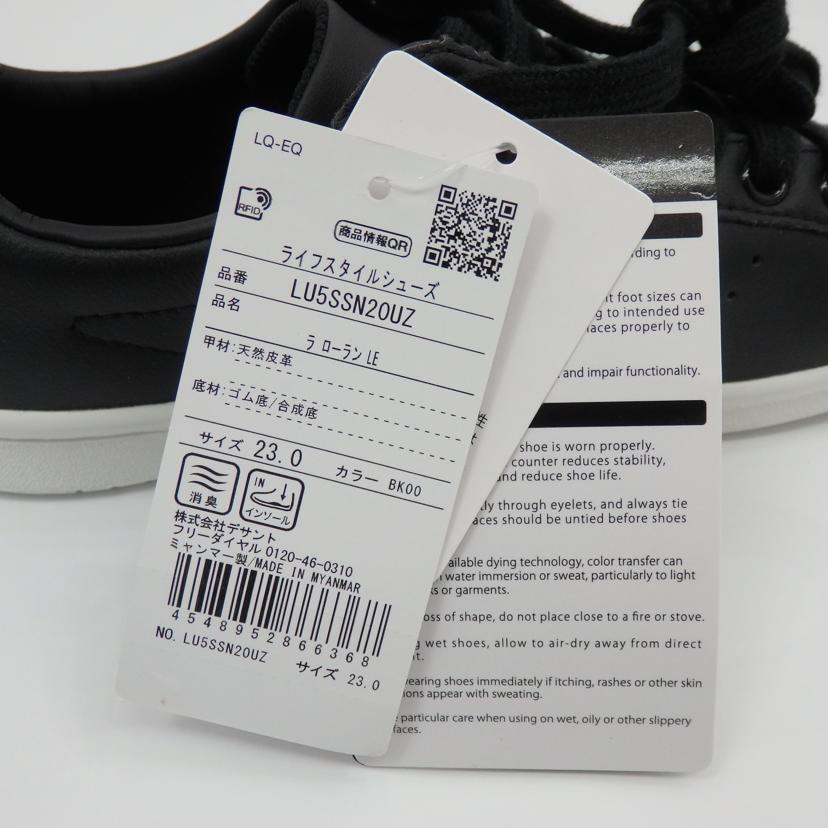 LQ-EQ
RFID
商品情報QR
ライフスタイルシューズ
品番 LU5SSN20UZ
品名
ラ ローラン LE
甲材:天然皮革
底材:ゴム底/合成底
サイズ 23.0 カラー BK00
消臭
IN
インソール
株式会社デサント
フリーダイヤル 0120-46-0310
ミャンマー製/MADE IN MYANMAR
4548952866368
NO. LU5SSN20UZ サイズ 23.0
to
foot sizes can
to intended use
properly to
and impair functionality.
shoe is worn properly.
counter reduces stability,
reduce shoe life.
through eyelets, and always tie
should be untied before shoes
dying technology, color transfer can
water immersion or sweat, particularly to light
or garments.
of shape, do not place close to a fire or stove.
wet shoes, allow to air-dry away from direct
shoes immediately if itching, rashes or other skin
appear with sweating.
particular care when using on wet, oily or other slippery